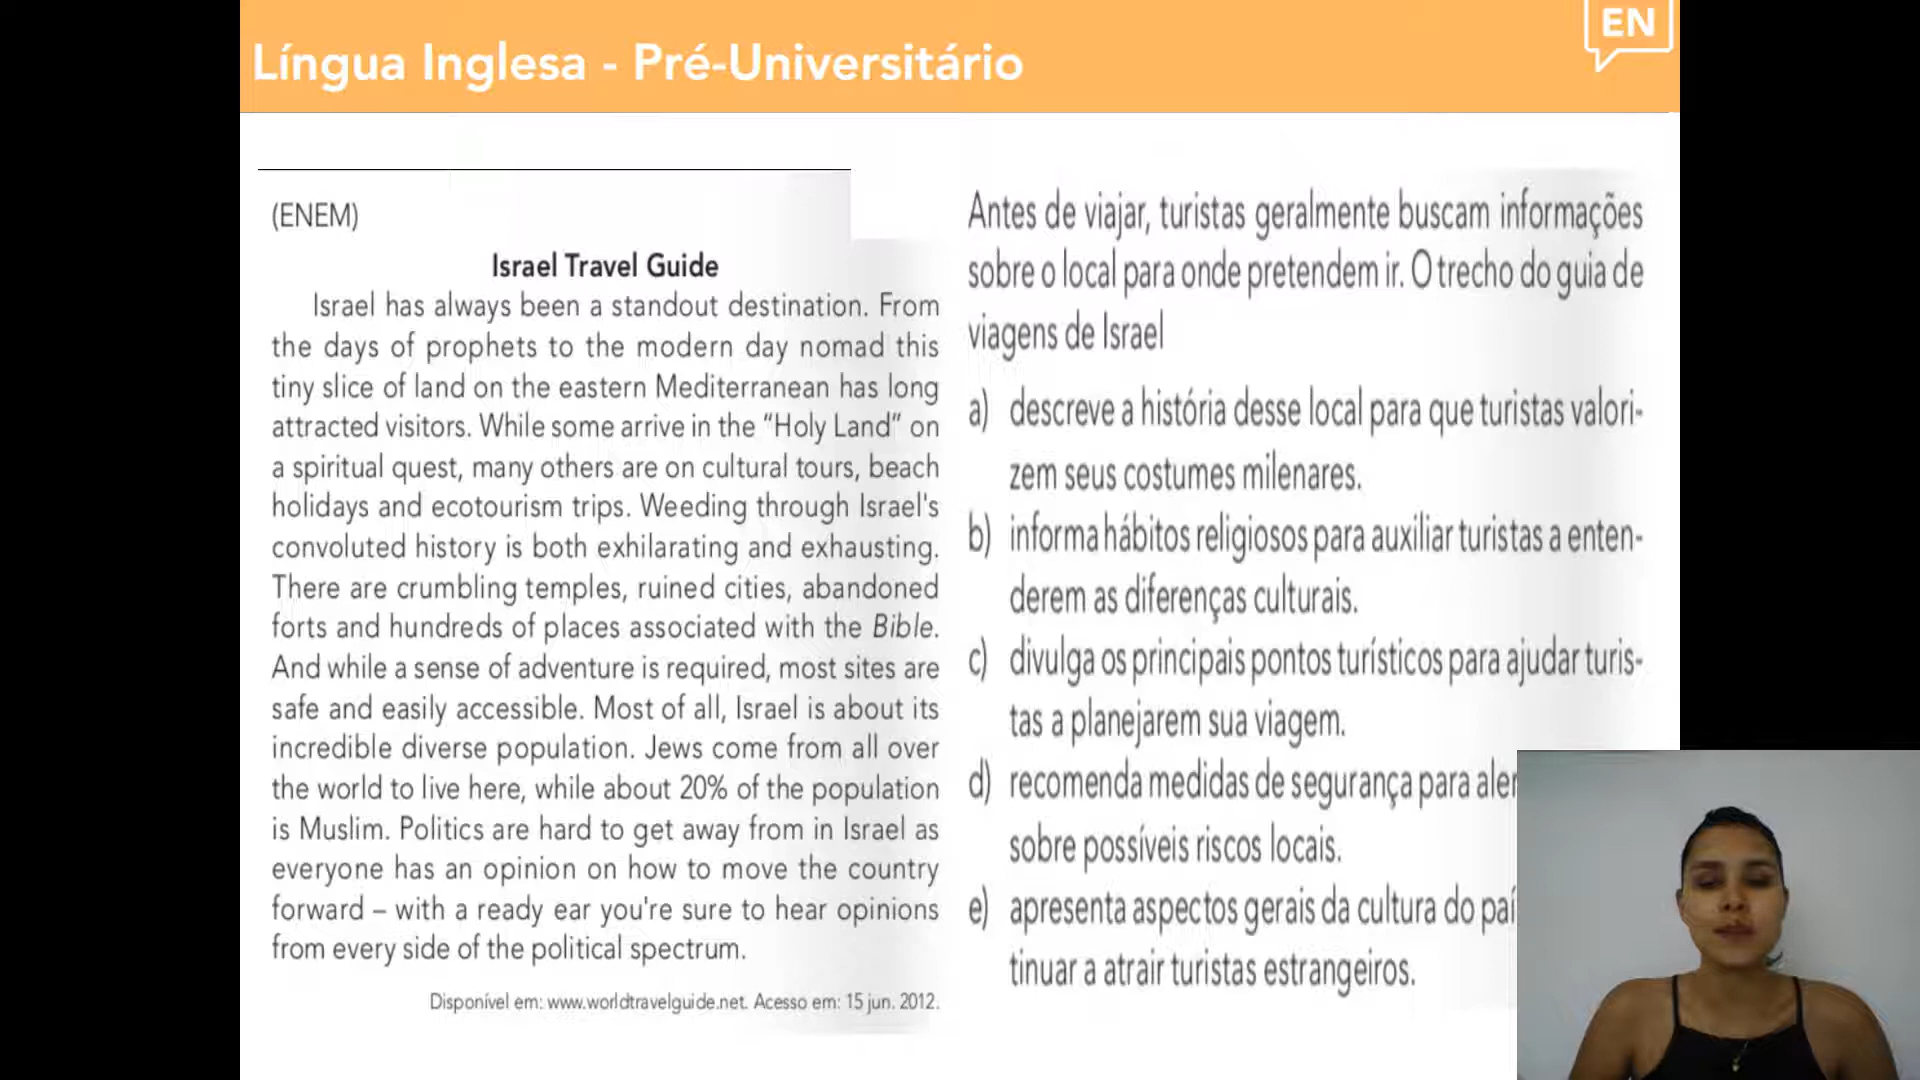 Língua Inglesa - Pré-Universitário
EN
(ENEM)
Israel Travel Guide
Israel has always been a standout destination. From
the days of prophets to the modern day nomad this
tiny slice of land on the eastern Mediterranean has long
attracted visitors. While some arrive in the “Holy Land” on
a spiritual quest, many others are on cultural tours, beach
holidays and ecotourism trips. Weeding through Israel's
convoluted history is both exhilarating and exhausting.
There are crumbling temples, ruined cities, abandoned
forts and hundreds of places associated with the Bible.
And while a sense of adventure is required, most sites are
safe and easily accessible. Most of all, Israel is about its
incredible diverse population. Jews come from all over
the world to live here, while about 20% of the population
is Muslim. Politics are hard to get away from in Israel as
everyone has an opinion on how to move the country
forward – with a ready ear you're sure to hear opinions
from every side of the political spectrum.
Disponível em: www.worldtravelguide.net. Acesso em: 15 jun. 2012.
Antes de viajar, turistas geralmente buscam informações
sobre o local para onde pretendem ir. O trecho do guia de
viagens de Israel
a) descreve a história desse local para que turistas valori-
zem seus costumes milenares.
b) informa hábitos religiosos para auxiliar turistas a enten-
derem as diferenças culturais.
c) divulga os principais pontos turísticos para ajudar turis-
tas a planejarem sua viagem.
d) recomenda medidas de segurança para
sobre possíveis riscos locais.
e) apresenta aspectos gerais da cultura do
tinuar a atrair turistas estrangeiros.